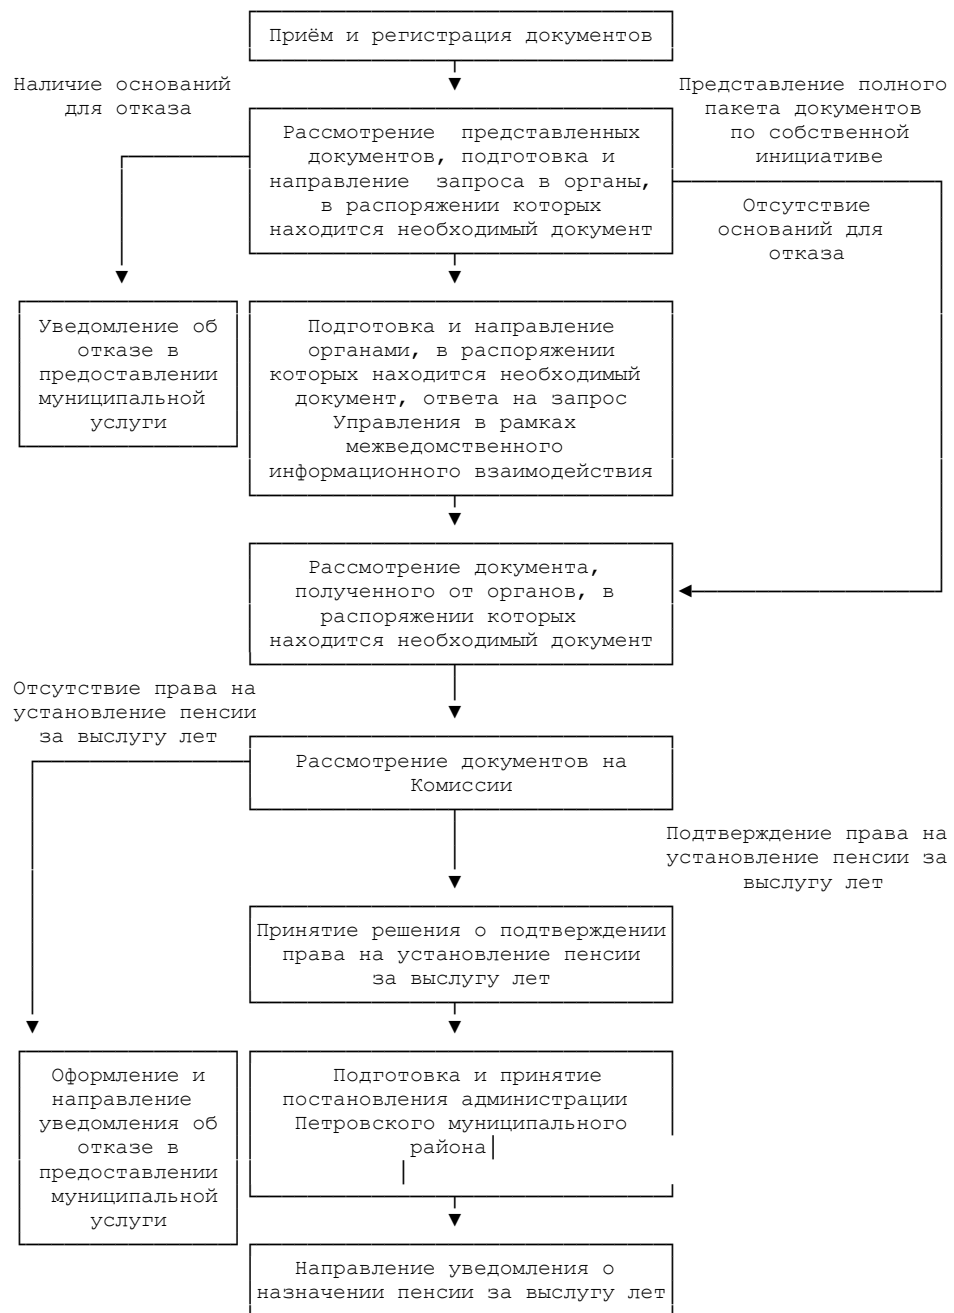 Приём и регистрация документов
Наличие оснований
для отказа
Представление полного
пакета документов
по собственной
инициативе
Рассмотрение представленных
документов, подготовка и
направление запроса в органы,
в распоряжении которых
находится необходимый документ
Отсутствие
оснований для
отказа
Уведомление об
отказе в
предоставлении
муниципальной
услуги
Подготовка и направление
органами, в распоряжении
которых находится необходимый
документ, ответа на запрос
Управления в рамках
межведомственного
информационного взаимодействия
Рассмотрение документа,
полученного от органов, в
распоряжении которых
находится необходимый документ
Отсутствие права на
установление пенсии
за выслугу лет
Рассмотрение документов на
Комиссии
Подтверждение права на
установление пенсии за
выслугу лет
Принятие решения о подтверждении
права на установление пенсии
за выслугу лет
Оформление и
направление
уведомления об
отказе в
предоставлении
муниципальной
услуги
Подготовка и принятие
постановления администрации
Петровского муниципального
района
Направление уведомления о
назначении пенсии за выслугу лет